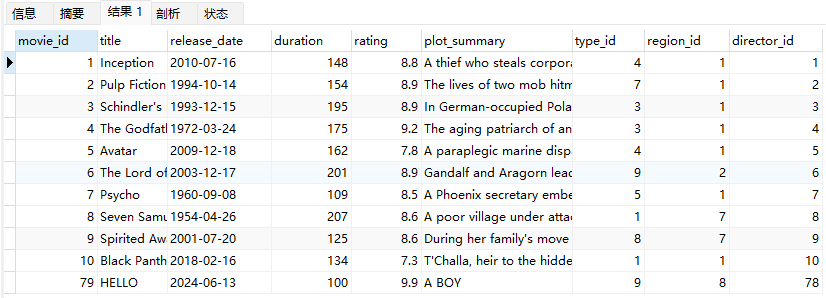 信息 摘要 结果 1 剖析 状态
movie_id title release_date duration rating plot_summary type_id region_id director_id
1 Inception 2010-07-16 148 8.8 A thief who steals corpora 4 1 1
2 Pulp Fiction 1994-10-14 154 8.9 The lives of two mob hitm 7 1 2
3 Schindler's 1993-12-15 195 8.9 In German-occupied Pola 3 1 3
4 The Godfath 1972-03-24 175 9.2 The aging patriarch of an 3 1 4
5 Avatar 2009-12-18 162 7.8 A paraplegic marine disp 4 1 5
6 The Lord of 2003-12-17 201 8.9 Gandalf and Aragorn lead 9 2 6
7 Psycho 1960-09-08 109 8.5 A Phoenix secretary embe 5 1 7
8 Seven Samu 1954-04-26 207 8.6 A poor village under attac 1 7 8
9 Spirited Aw 2001-07-20 125 8.6 During her family's move 8 7 9
10 Black Panth 2018-02-16 134 7.3 T'Challa, heir to the hidde 1 1 10
79 HELLO 2024-06-13 100 9.9 A BOY 9 8 78